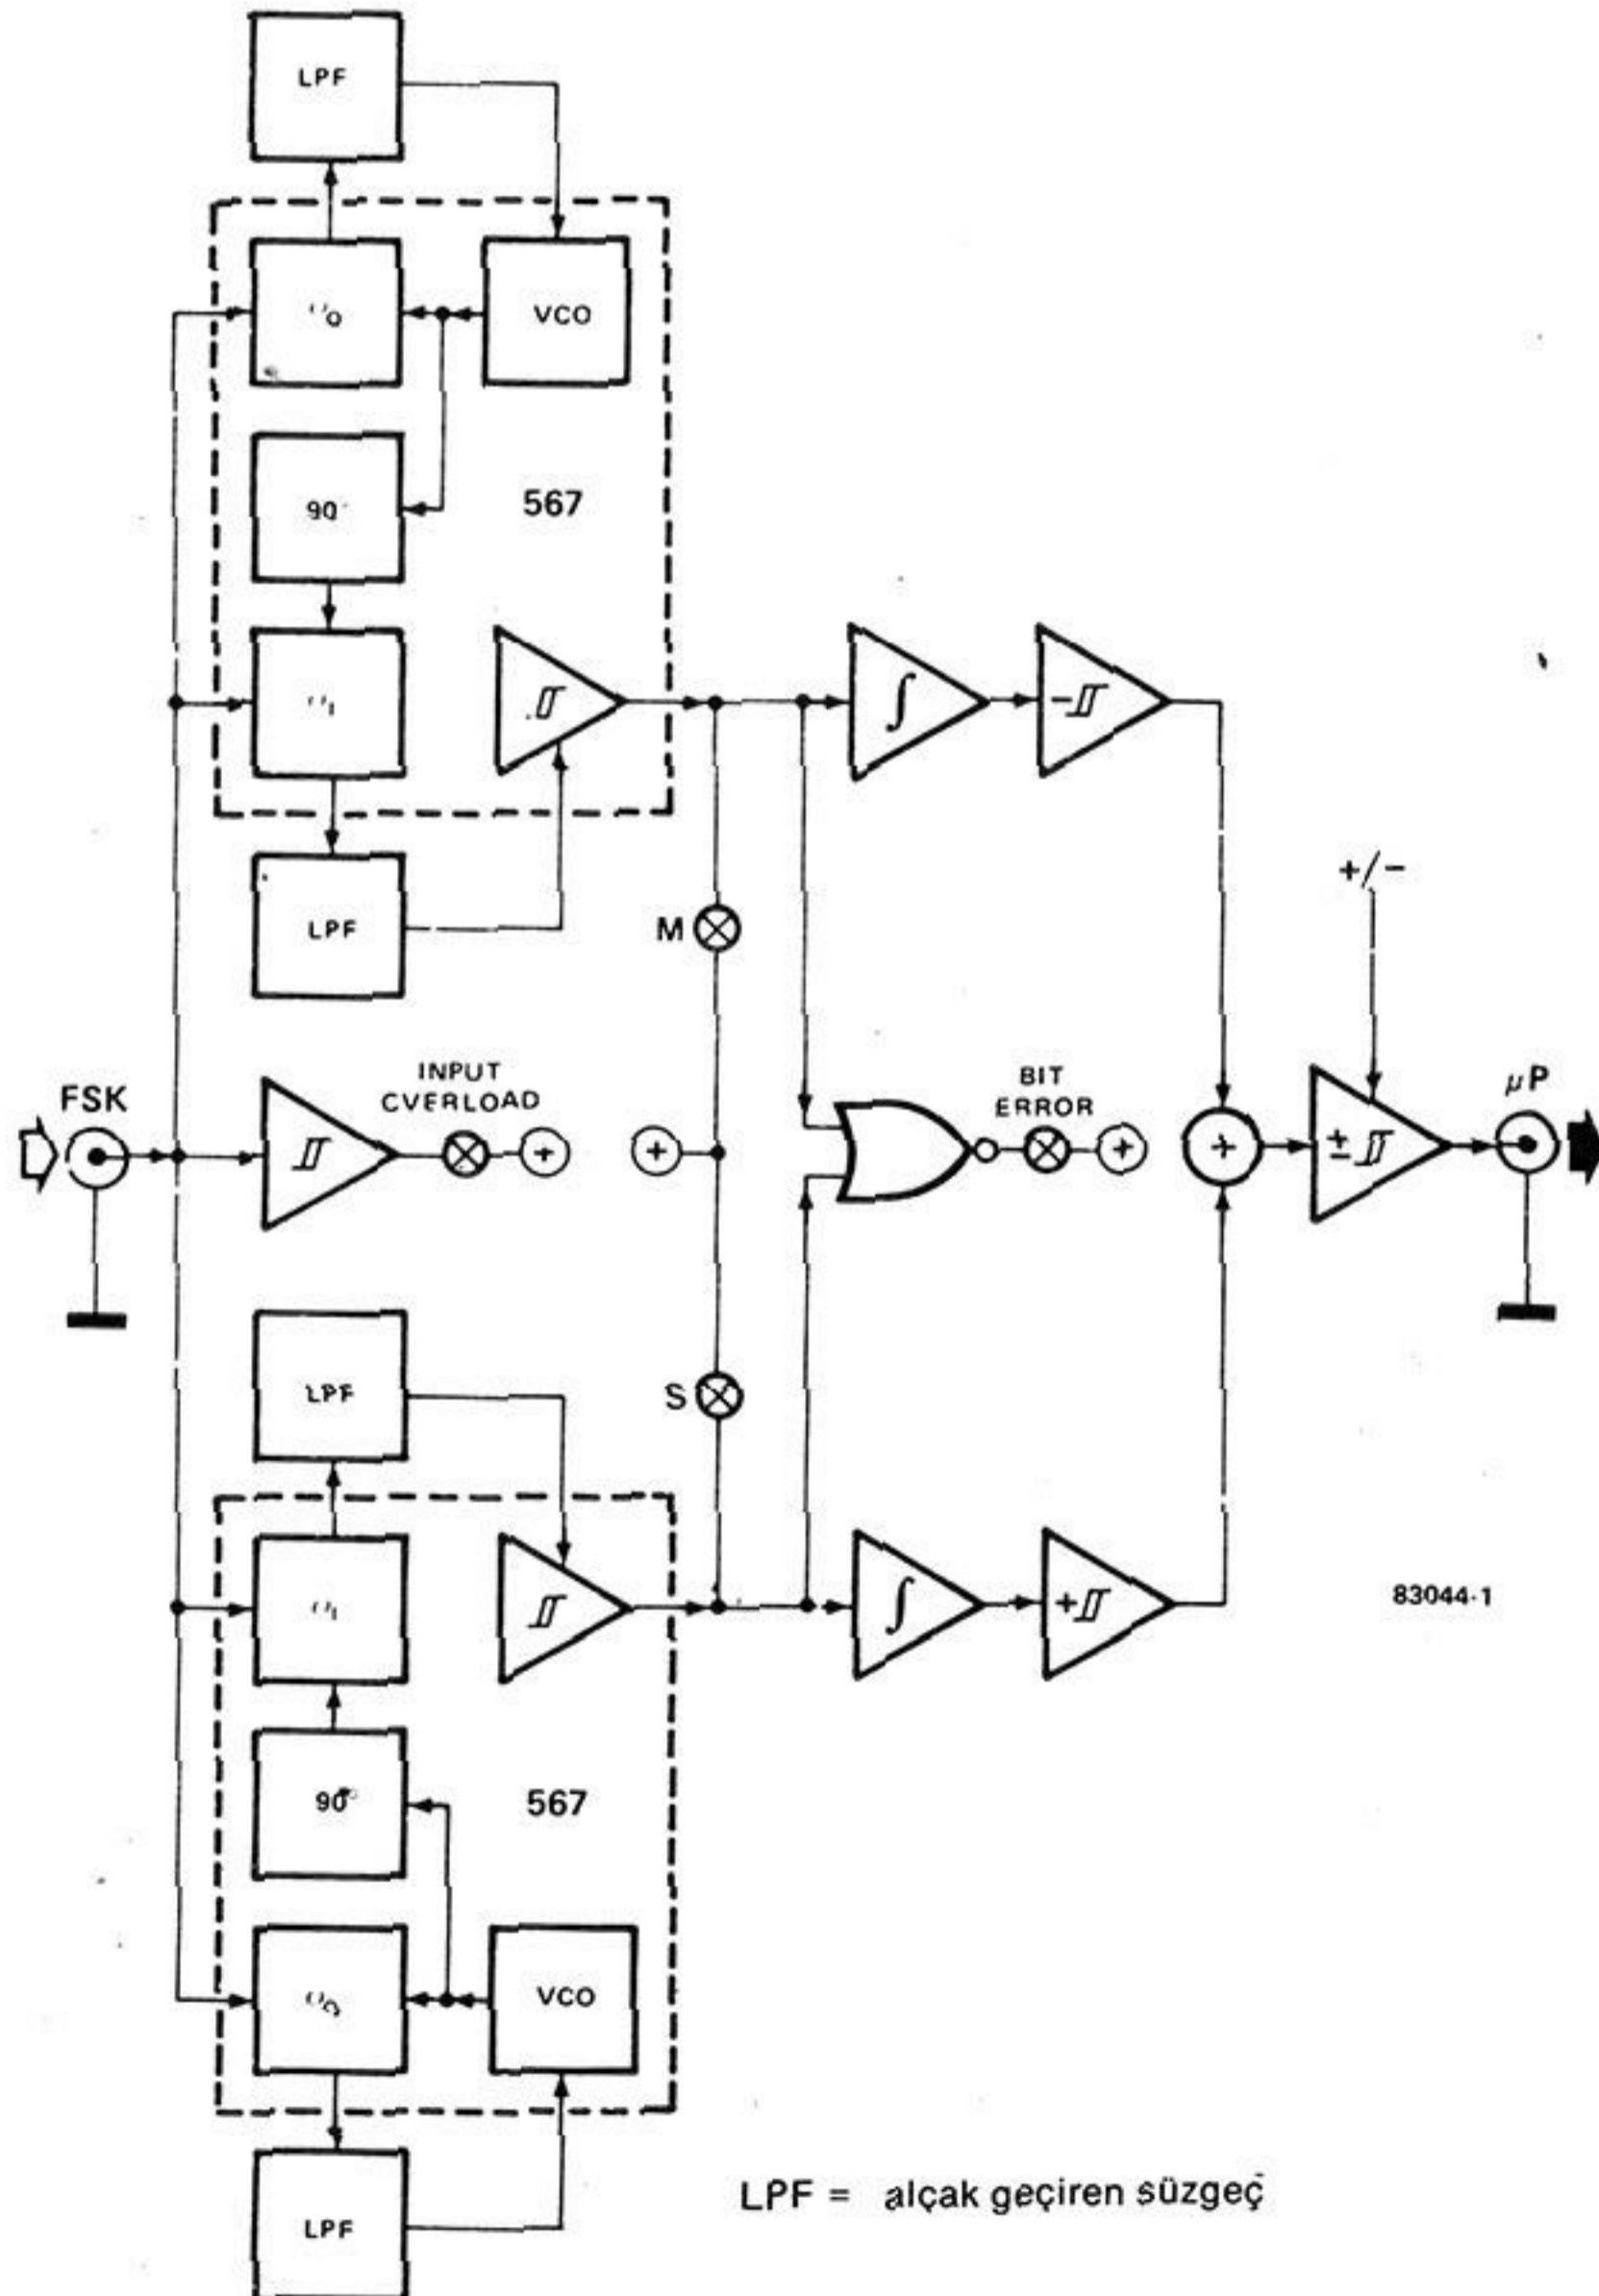 LPF
VCO
90
567
LPF
M
+/-
FSK
INPUT
CVERLOAD
+
+
BIT
ERROR
+
+
±
µP
LPF
S
∫
-
∫
+
83044-1
90°
567
VCO
LPF
LPF = alçak geçiren süzgeç